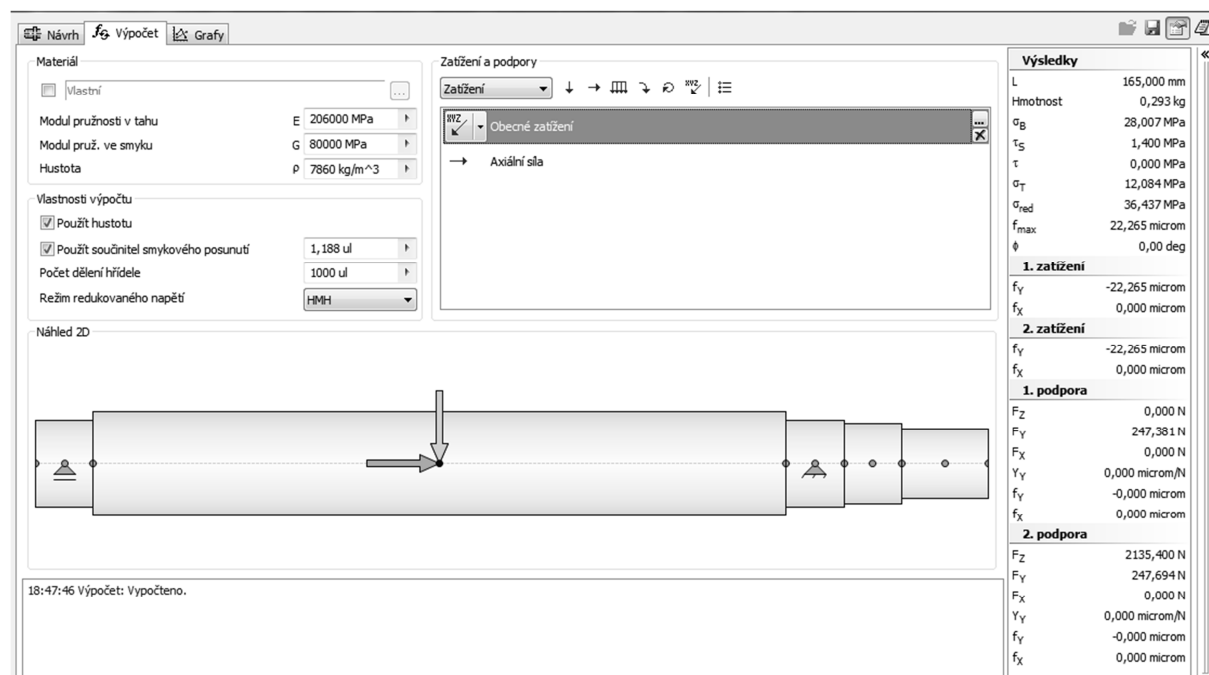 Návrh Výpočet Grafy
Materiál
Vlastní ...
Modul pružnosti v tahu E 206000 MPa
Modul pruž. ve smyku G 80000 MPa
Hustota ρ 7860 kg/m^3
Vlastnosti výpočtu
Použít hustotu
Použít součinitel smykového posunutí 1,188 ul
Počet dělení hřídele 1000 ul
Režim redukovaného napětí HMH
Zatížení a podpory
Zatížení
XYZ Obecné zatížení ...
Axiální síla
Náhled 2D
18:47:46 Výpočet: Vypočteno.
Výsledky
L 165,000 mm
Hmotnost 0,293 kg
σB 28,007 MPa
τS 1,400 MPa
τ 0,000 MPa
σT 12,084 MPa
σred 36,437 MPa
fmax 22,265 microm
ϕ 0,00 deg
1. zatížení
fY -22,265 microm
fX 0,000 microm
2. zatížení
fY -22,265 microm
fX 0,000 microm
1. podpora
FZ 0,000 N
FY 247,381 N
FX 0,000 N
YY 0,000 microm/N
fY -0,000 microm
fX 0,000 microm
2. podpora
FZ 2135,400 N
FY 247,694 N
FX 0,000 N
YY 0,000 microm/N
fY -0,000 microm
fX 0,000 microm